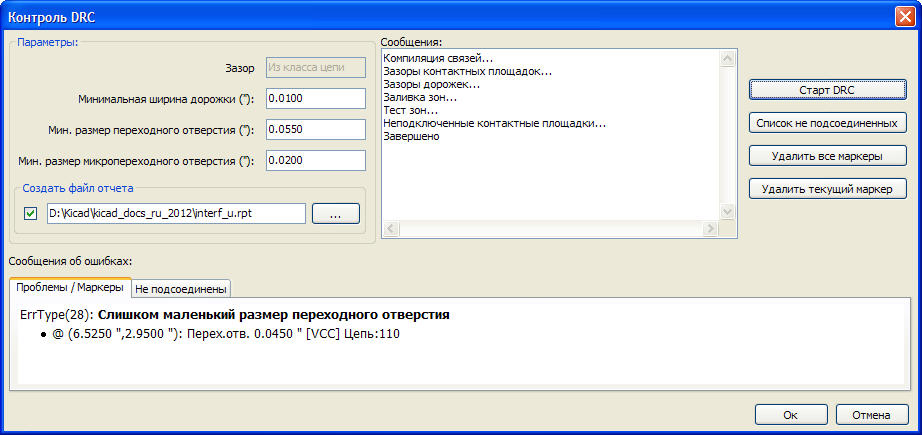 Контроль DRC
Параметры:
Зазор
Из класса цепи
Минимальная ширина дорожки ("):
0.0100
Мин. размер переходного отверстия ("):
0.0550
Мин. размер микропереходного отверстия ("):
0.0200
Создать файл отчета
D:\Kicad\kicad_docs_ru_2012\interf_u.rpt
...
Сообщения:
Компиляция связей...
Зазоры контактных площадок...
Зазоры дорожек...
Заливка зон...
Тест зон...
Неподключенные контактные площадки...
Завершено
Старт DRC
Список не подсоединенных
Удалить все маркеры
Удалить текущий маркер
Сообщения об ошибках:
Проблемы / Маркеры
Не подсоединены
ErrType(28): Слишком маленький размер переходного отверстия
• @ (6.5250 ",2.9500 "): Перех.отв. 0.0450 " [VCC] Цепь:110
Ок
Отмена